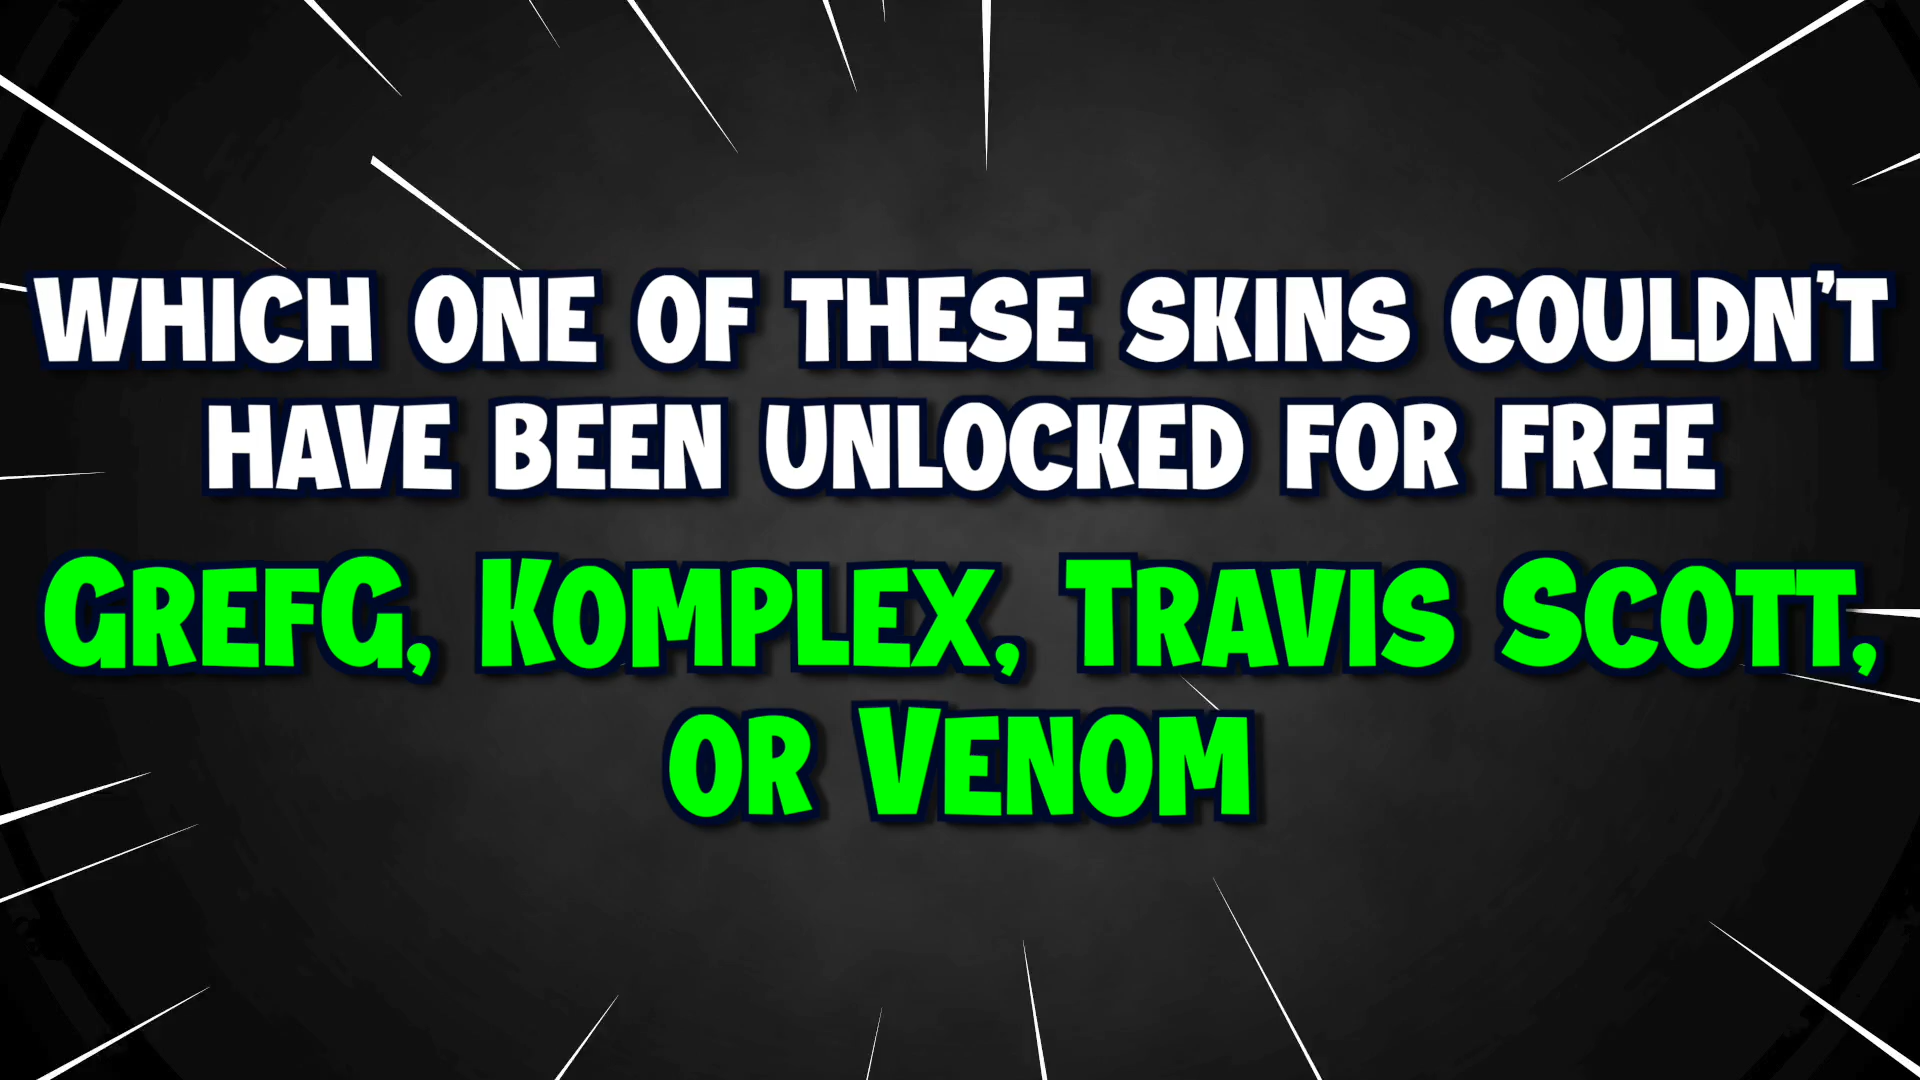 WHICH ONE OF THESE SKINS COULDN'T
HAVE BEEN UNLOCKED FOR FREE
GREFG, KOMPLEX, TRAVIS SCOTT,
OR VENOM